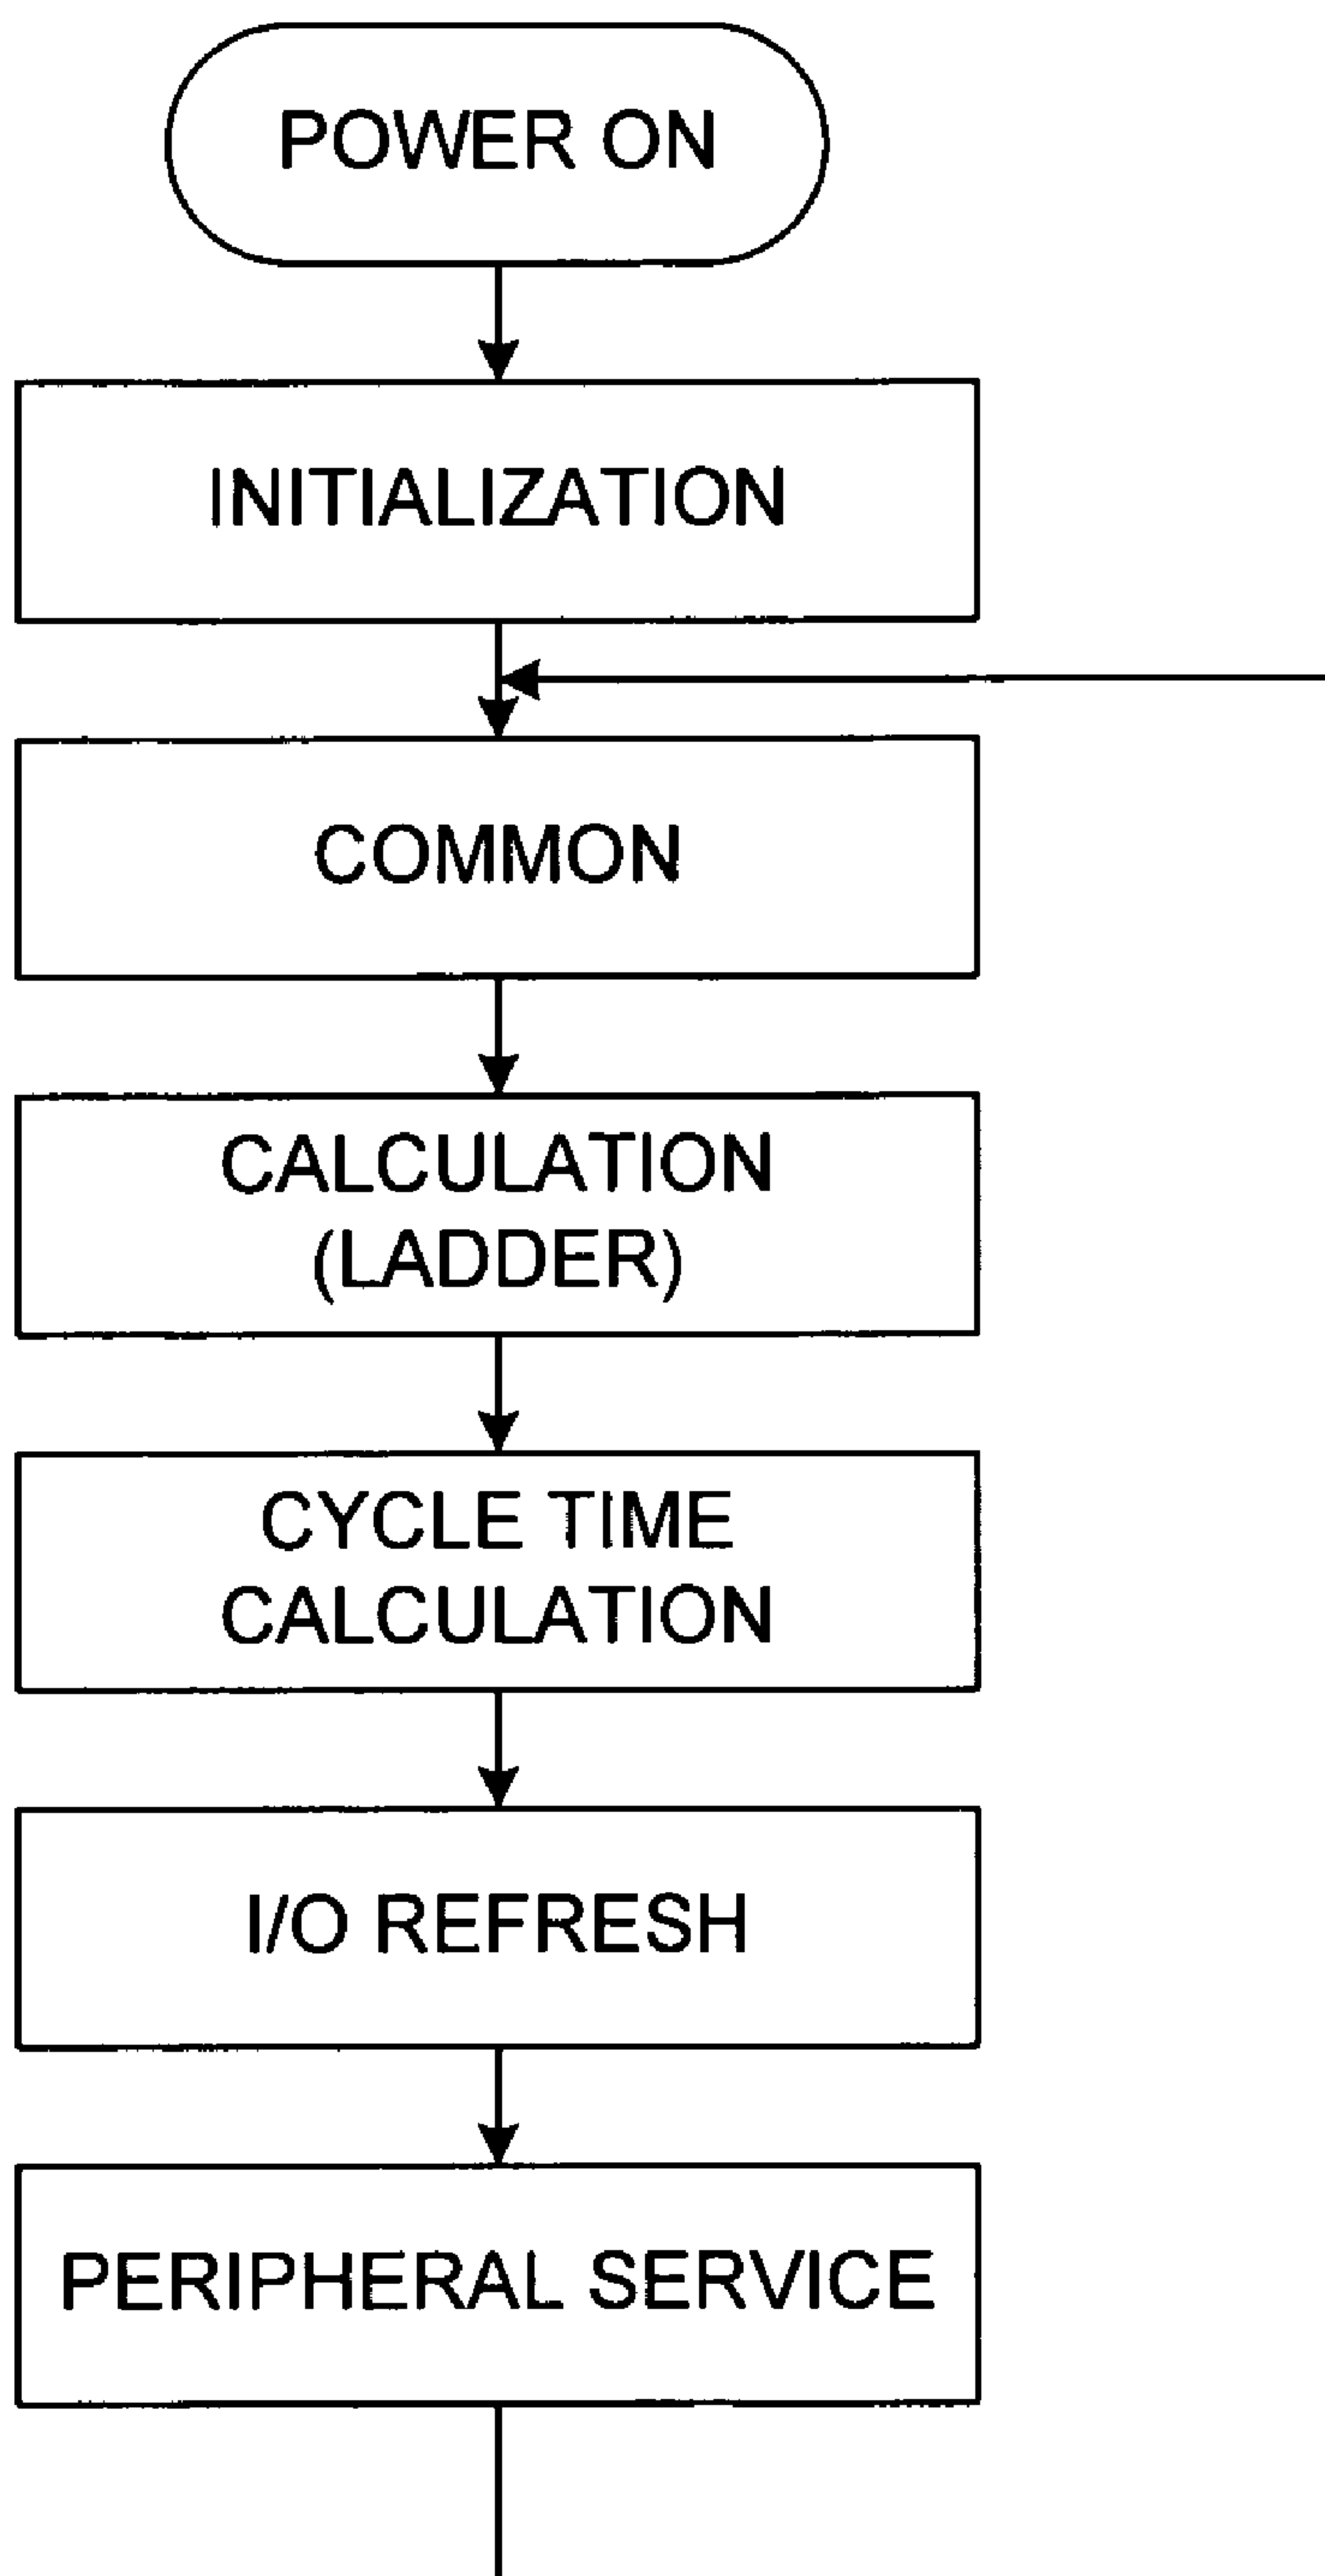 POWER ON
INITIALIZATION
COMMON
CALCULATION
(LADDER)
CYCLE TIME
CALCULATION
I/O REFRESH
PERIPHERAL SERVICE